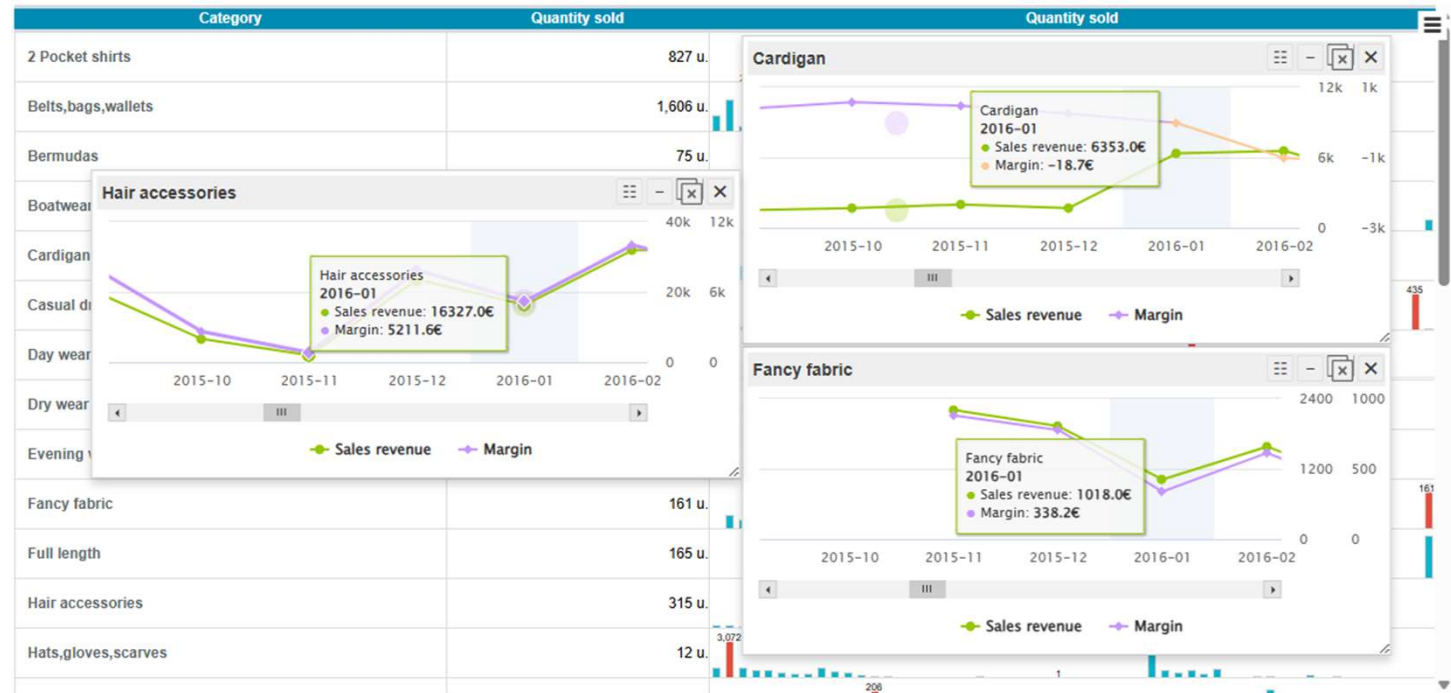 Category Quantity sold Quantity sold
2 Pocket shirts 827 u.
Belts,bags,wallets 1,606 u.
Bermudas 75 u.
Boatwear
Cardigan
Casual
Day wear
Dry wear
Evening
Fancy fabric 161 u.
Full length 165 u.
Hair accessories 315 u.
Hats,gloves,scarves 12 u.
Hair accessories
40k 12k
20k 6k
0 0
Hair accessories
2016-01
Sales revenue: 16327.0€
Margin: 5211.6€
2015-10 2015-11 2015-12 2016-01 2016-02
Sales revenue Margin
Cardigan
12k 1k
6k -1k
0 -3k
Cardigan
2016-01
Sales revenue: 6353.0€
Margin: -18.7€
2015-10 2015-11 2015-12 2016-01 2016-02
Sales revenue Margin
Fancy fabric
2400 1000
1200 500
0 0
Fancy fabric
2016-01
Sales revenue: 1018.0€
Margin: 338.2€
2015-10 2015-11 2015-12 2016-01 2016-02
Sales revenue Margin
435
161
3,072
1
206